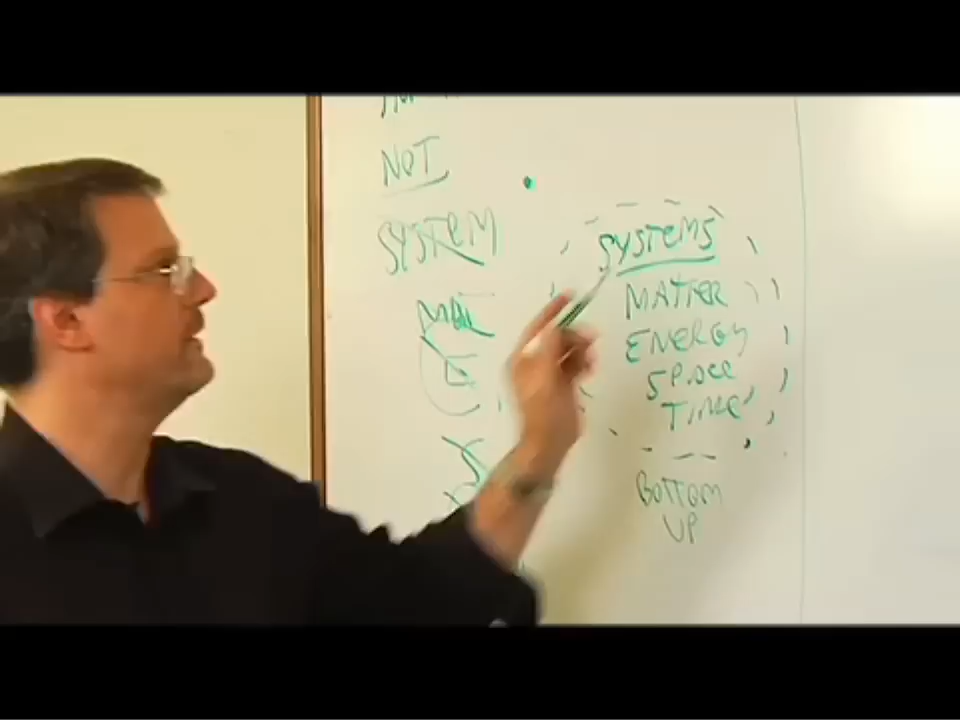 NOT
SYSTEM
SYSTEMS
MATTER
ENERGY
SPACE
TIME
BOTTOM
UP